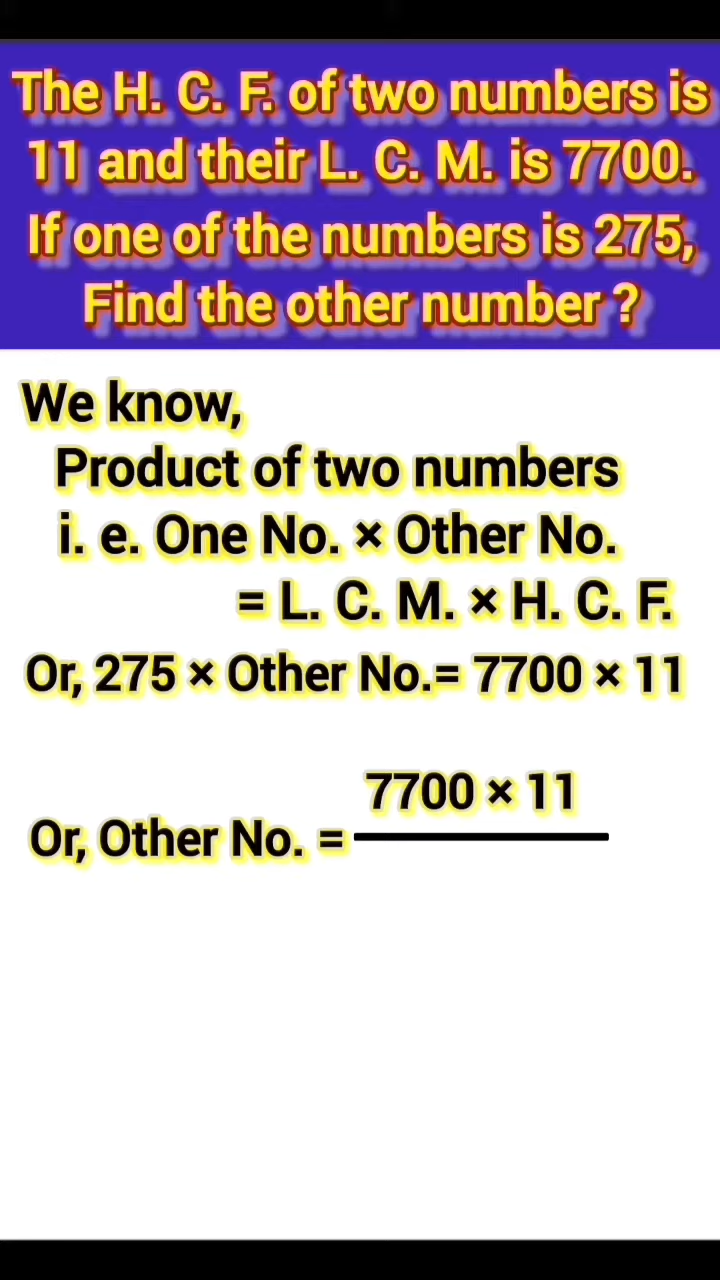 The H. C. F. of two numbers is
11 and their L. C. M. is 7700.
If one of the numbers is 275,
Find the other number ?
We know,
Product of two numbers
i. e. One No. × Other No.
= L. C. M. × H. C. F.
Or, 275 × Other No.= 7700 × 11
7700 × 11
Or, Other No. =